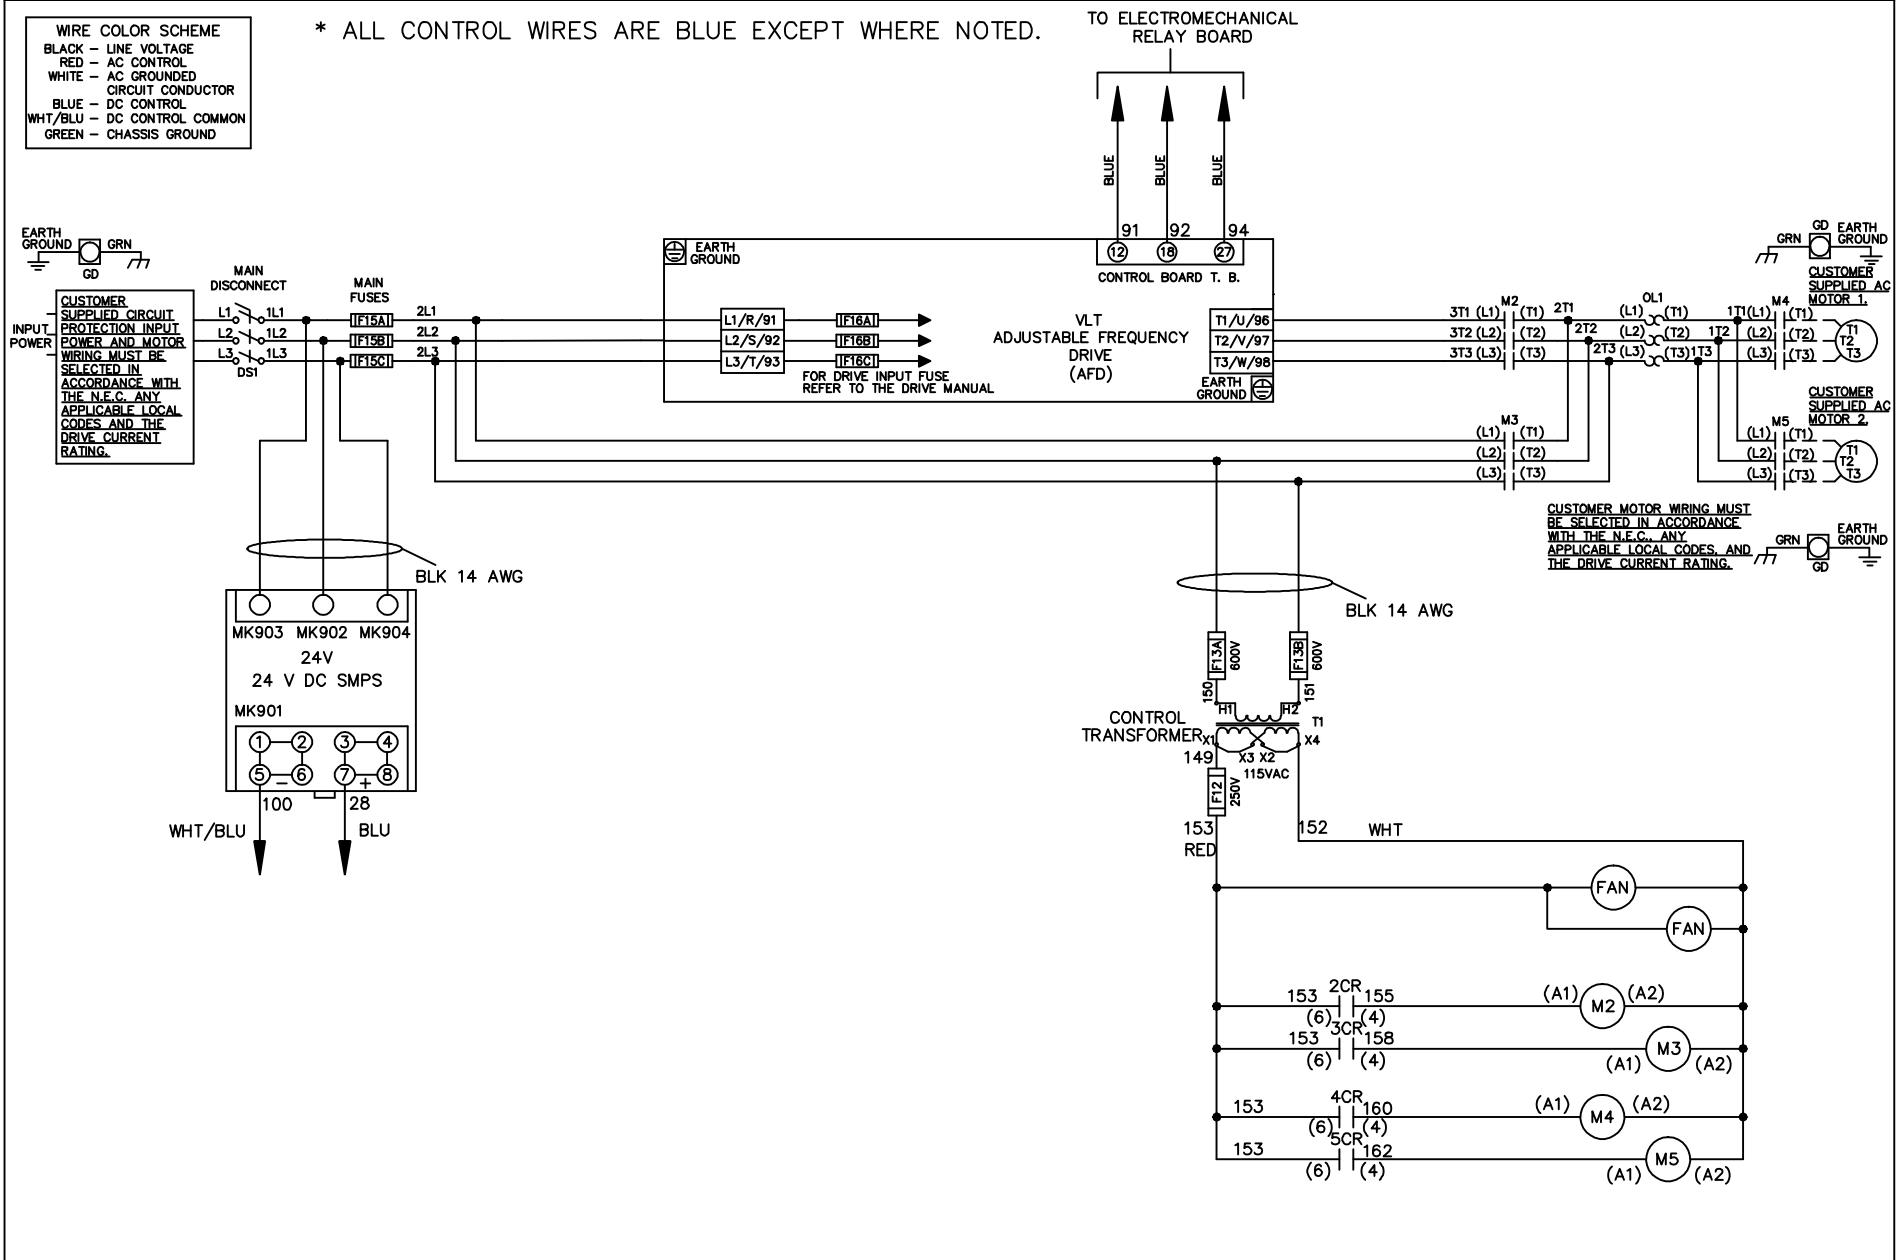 WIRE COLOR SCHEME
BLACK – LINE VOLTAGE
RED – AC CONTROL
WHITE – AC GROUNDED
CIRCUIT CONDUCTOR
BLUE – DC CONTROL
WHT/BLU – DC CONTROL COMMON
GREEN – CHASSIS GROUND
* ALL CONTROL WIRES ARE BLUE EXCEPT WHERE NOTED.
TO ELECTROMECHANICAL
RELAY BOARD
BLUE
BLUE
BLUE
91 92 94
12 18 27
CONTROL BOARD T. B.
EARTH
GROUND
GRN
GD
INPUT
POWER
CUSTOMER
SUPPLIED CIRCUIT
PROTECTION INPUT
POWER AND MOTOR
WIRING MUST BE
SELECTED IN
ACCORDANCE WITH
THE N.E.C. ANY
APPLICABLE LOCAL
CODES AND THE
DRIVE CURRENT
RATING.
MAIN
DISCONNECT
L1 1L1
L2 1L2
L3 1L3
DS1
MAIN
FUSES
F15A 2L1
F15B 2L2
F15C 2L3
EARTH
GROUND
L1/R/91 F16A
L2/S/92 F16B
L3/T/93 F16C
FOR DRIVE INPUT FUSE
REFER TO THE DRIVE MANUAL
VLT
ADJUSTABLE FREQUENCY
DRIVE
(AFD)
T1/U/96
T2/V/97
T3/W/98
EARTH
GROUND
M2
3T1 (L1) (T1) 2T1
3T2 (L2) (T2) 2T2
3T3 (L3) (T3) 2T3
OL1
(L1) (T1) 1T1
(L2) (T2) 1T2
(L3) (T3) 1T3
M4
(L1) (T1)
(L2) (T2)
(L3) (T3)
T1
T2
T3
GRN
GD
EARTH
GROUND
CUSTOMER
SUPPLIED AC
MOTOR 1.
M3
(L1) (T1)
(L2) (T2)
(L3) (T3)
CUSTOMER
SUPPLIED AC
MOTOR 2.
M5
(L1) (T1)
(L2) (T2)
(L3) (T3)
T1
T2
T3
CUSTOMER MOTOR WIRING MUST
BE SELECTED IN ACCORDANCE
WITH THE N.E.C., ANY
APPLICABLE LOCAL CODES, AND
THE DRIVE CURRENT RATING.
GRN
GD
EARTH
GROUND
BLK 14 AWG
MK903 MK902 MK904
24V
24 V DC SMPS
MK901
1 2 3 4
5 6 7 8
– +
100 28
WHT/BLU BLU
BLK 14 AWG
F13A 600V
F13B 600V
150 151
H1 H2
T1
CONTROL
TRANSFORMER
X1 X3 X2 X4
149
115VAC
F12 250V
153
RED
152 WHT
FAN
FAN
2CR
153 155 (A1) M2 (A2)
(6) (4)
3CR
153 158 M3
(6) (4) (A1) (A2)
4CR
153 160 (A1) M4 (A2)
(6) (4)
5CR
153 162 M5
(6) (4) (A1) (A2)